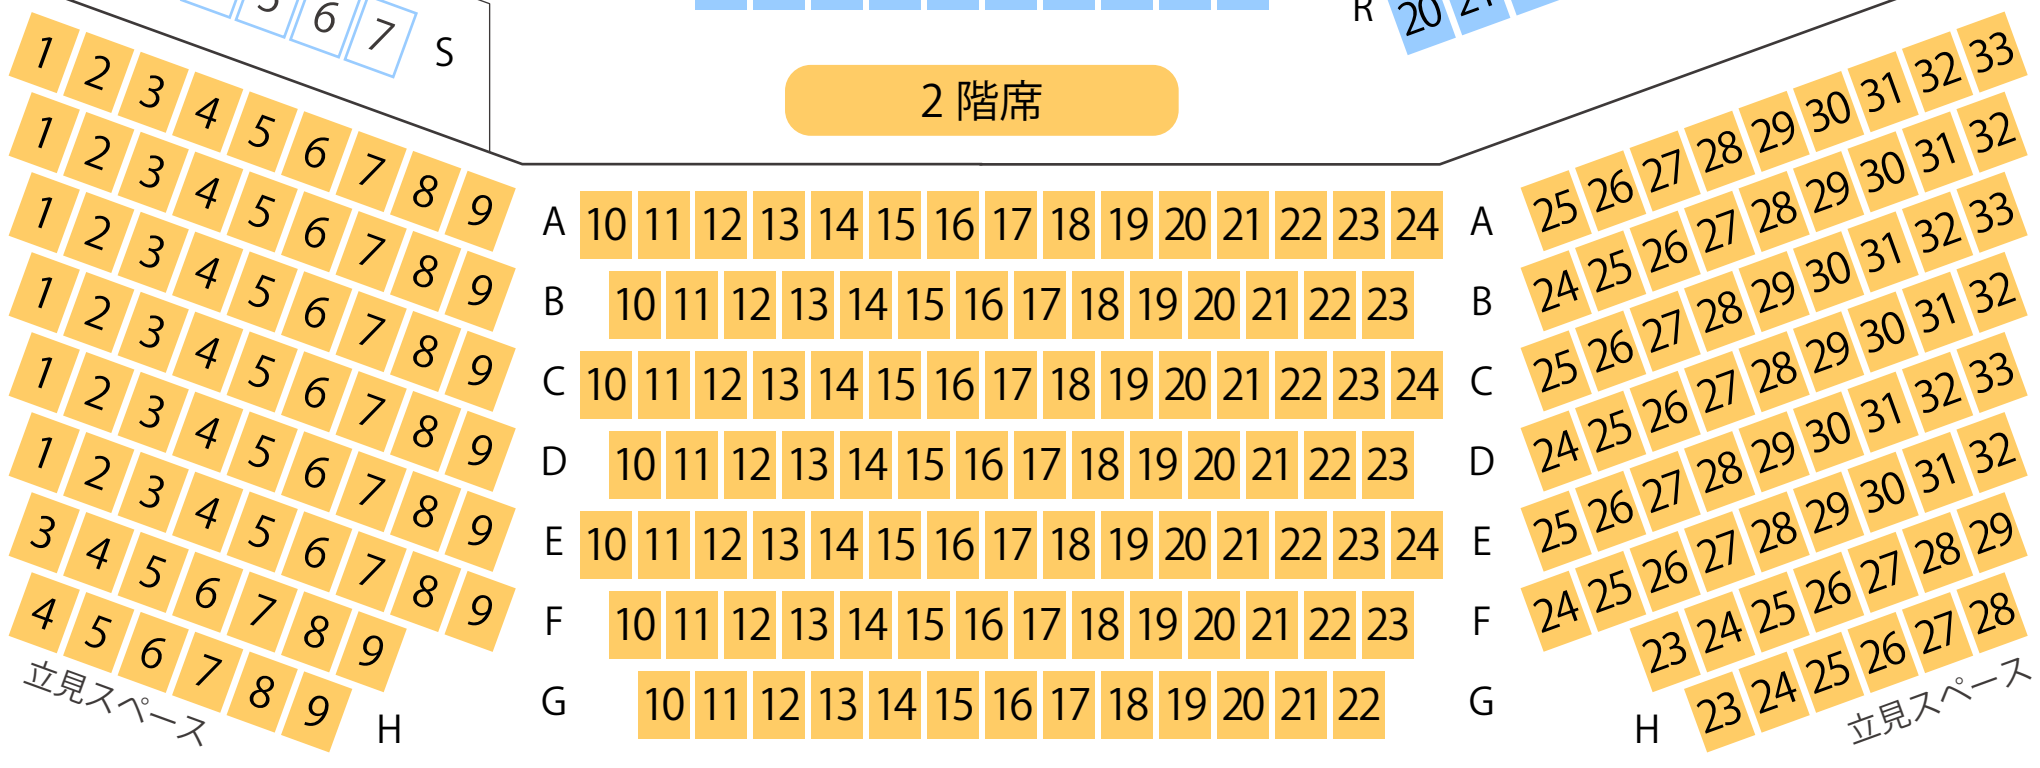 5 6 7 S
R 20 21
2 階席
1 2 3 4 5 6 7 8 9
A 10 11 12 13 14 15 16 17 18 19 20 21 22 23 24 A
25 26 27 28 29 30 31 32 33
1 2 3 4 5 6 7 8 9
B 10 11 12 13 14 15 16 17 18 19 20 21 22 23 B
24 25 26 27 28 29 30 31 32
1 2 3 4 5 6 7 8 9
C 10 11 12 13 14 15 16 17 18 19 20 21 22 23 24 C
25 26 27 28 29 30 31 32 33
1 2 3 4 5 6 7 8 9
D 10 11 12 13 14 15 16 17 18 19 20 21 22 23 D
24 25 26 27 28 29 30 31 32
1 2 3 4 5 6 7 8 9
E 10 11 12 13 14 15 16 17 18 19 20 21 22 23 24 E
25 26 27 28 29 30 31 32 33
1 2 3 4 5 6 7 8 9
F 10 11 12 13 14 15 16 17 18 19 20 21 22 23 F
24 25 26 27 28 29 30 31 32
3 4 5 6 7 8 9
G 10 11 12 13 14 15 16 17 18 19 20 21 22 G
23 24 25 26 27 28 29
4 5 6 7 8 9 H
H 23 24 25 26 27 28
立見スペース
立見スペース